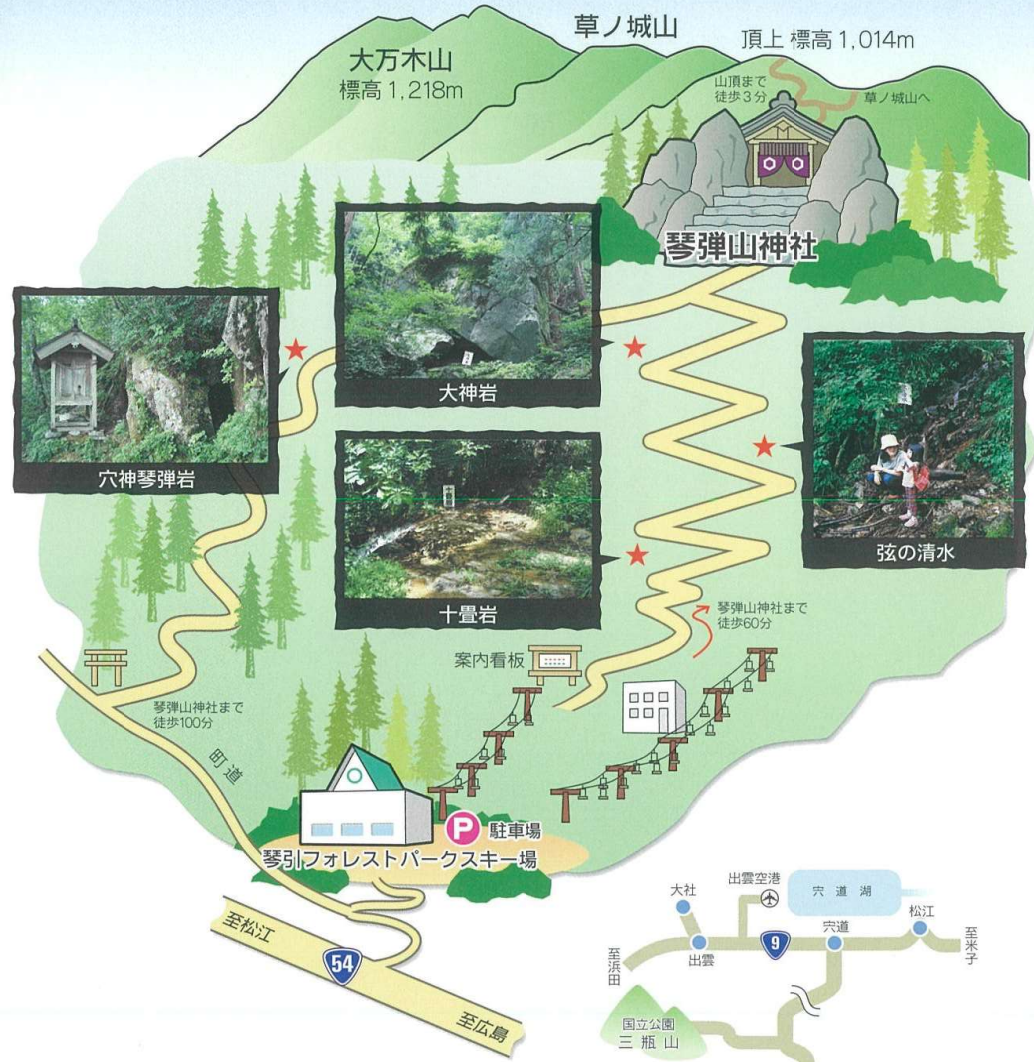 草ノ城山
頂上 標高1,014m
大万木山
標高1,218m
山頂まで
徒歩3分
草ノ城山へ
琴弾山神社
大神岩
穴神琴弾岩
十畳岩
十畳岩
弦の清水
琴弾山神社まで
徒歩60分
案内看板
琴弾山神社まで
徒歩100分
町道
P 駐車場
琴引フォレストパークスキー場
至松江
54
至広島
大社
出雲空港
宍道湖
松江
至浜田
出雲
9
宍道
至米子
国立公園
三瓶山